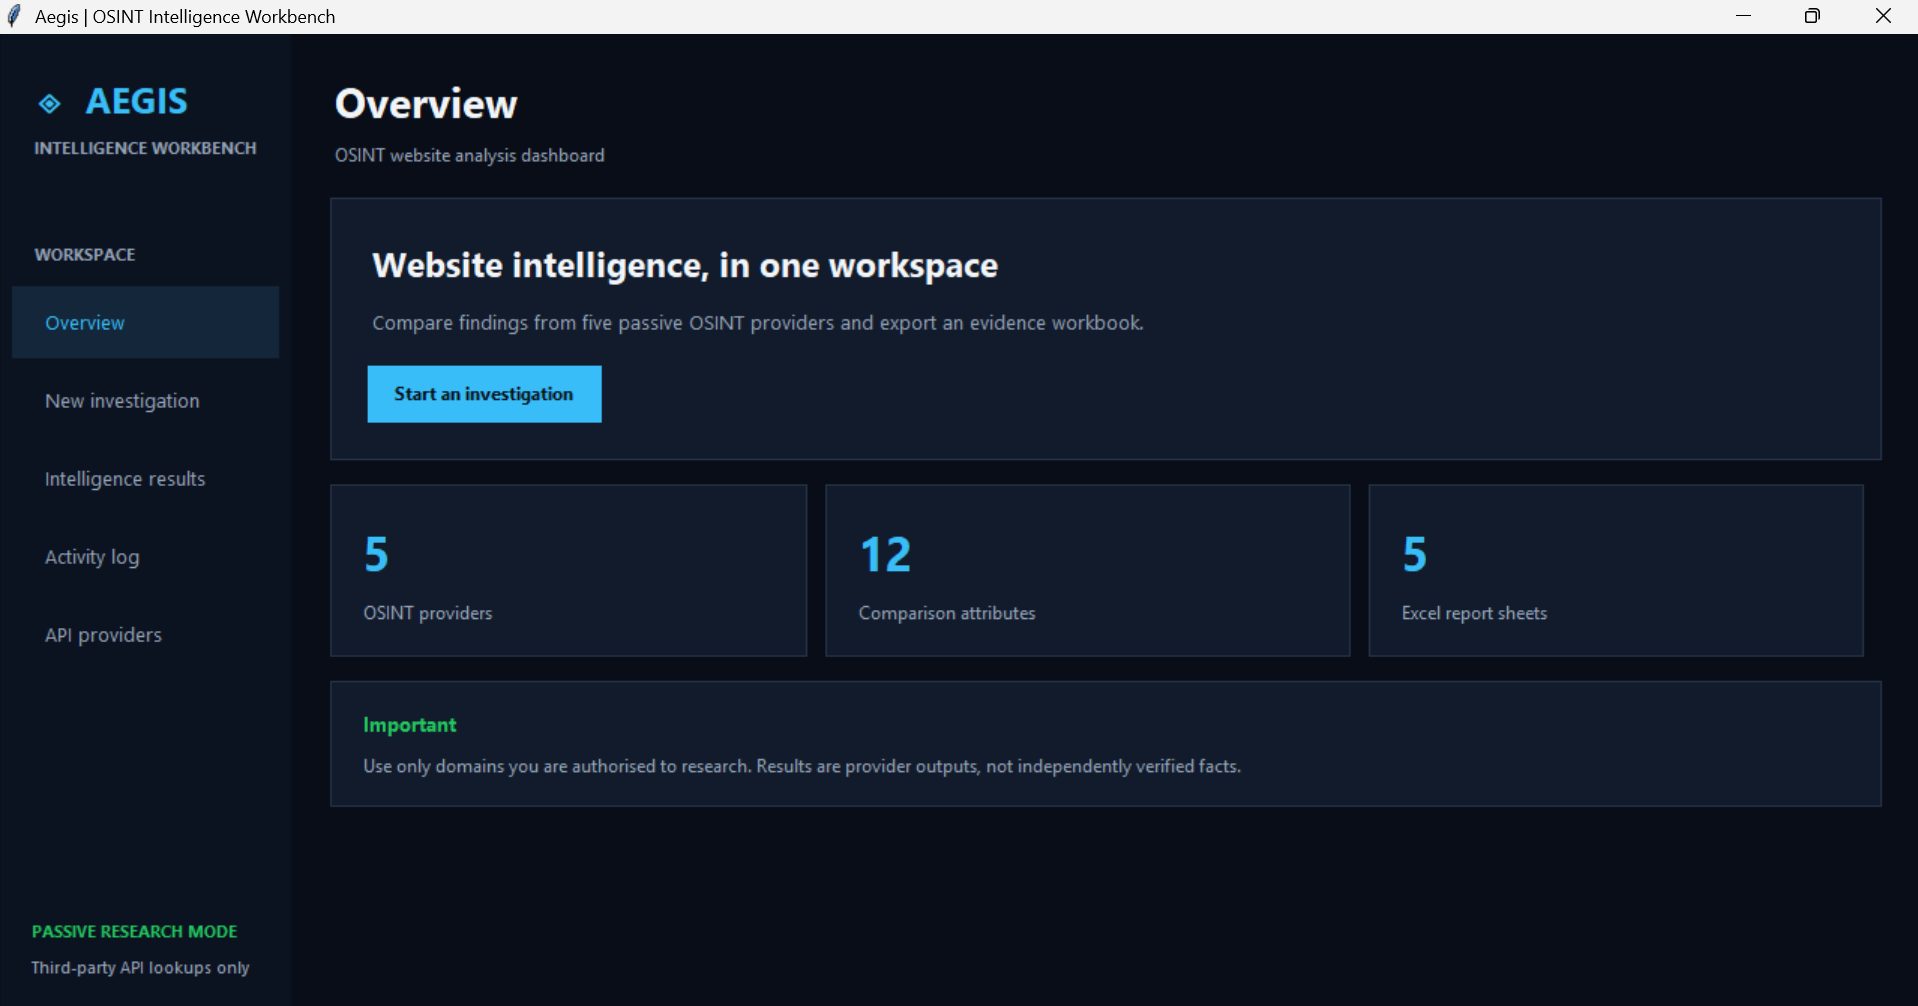 Aegis | OSINT Intelligence Workbench
AEGIS
INTELLIGENCE WORKBENCH
WORKSPACE
Overview
New investigation
Intelligence results
Activity log
API providers
PASSIVE RESEARCH MODE
Third-party API lookups only
Overview
OSINT website analysis dashboard
Website intelligence, in one workspace
Compare findings from five passive OSINT providers and export an evidence workbook.
Start an investigation
5
OSINT providers
12
Comparison attributes
5
Excel report sheets
Important
Use only domains you are authorised to research. Results are provider outputs, not independently verified facts.